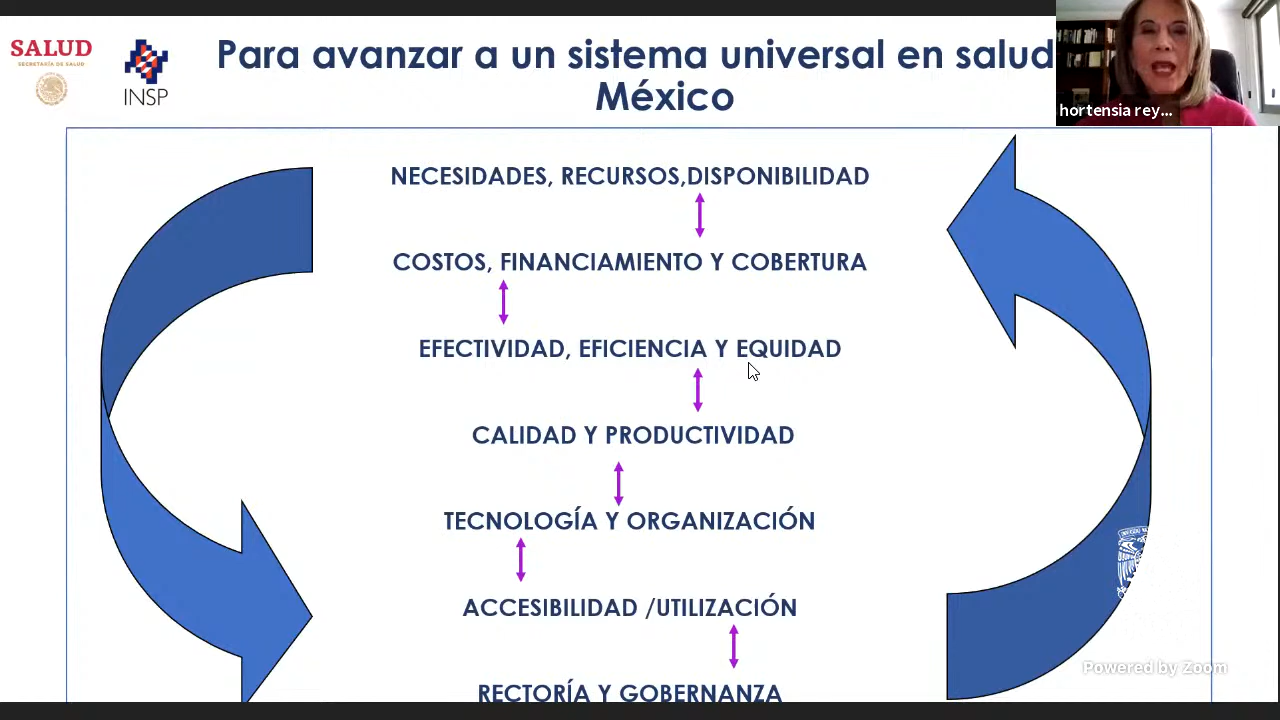 SALUD
SECRETARÍA DE SALUD
INSP
Para avanzar a un sistema universal en salud
México
hortensia rey...
NECESIDADES, RECURSOS,DISPONIBILIDAD
COSTOS, FINANCIAMIENTO Y COBERTURA
EFECTIVIDAD, EFICIENCIA Y EQUIDAD
CALIDAD Y PRODUCTIVIDAD
TECNOLOGÍA Y ORGANIZACIÓN
ACCESIBILIDAD /UTILIZACIÓN
RECTORÍA Y GOBERNANZA
Powered by Zoom